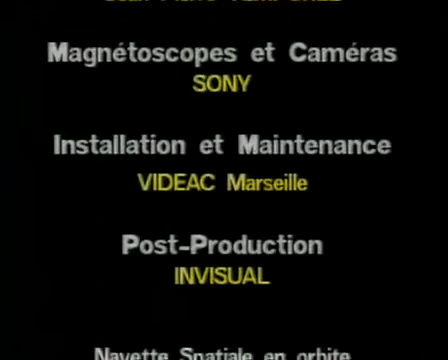 Magnétoscopes et Caméras
SONY
Installation et Maintenance
VIDEAC Marseille
Post-Production
INVISUAL
Navette Spatiale en orbite